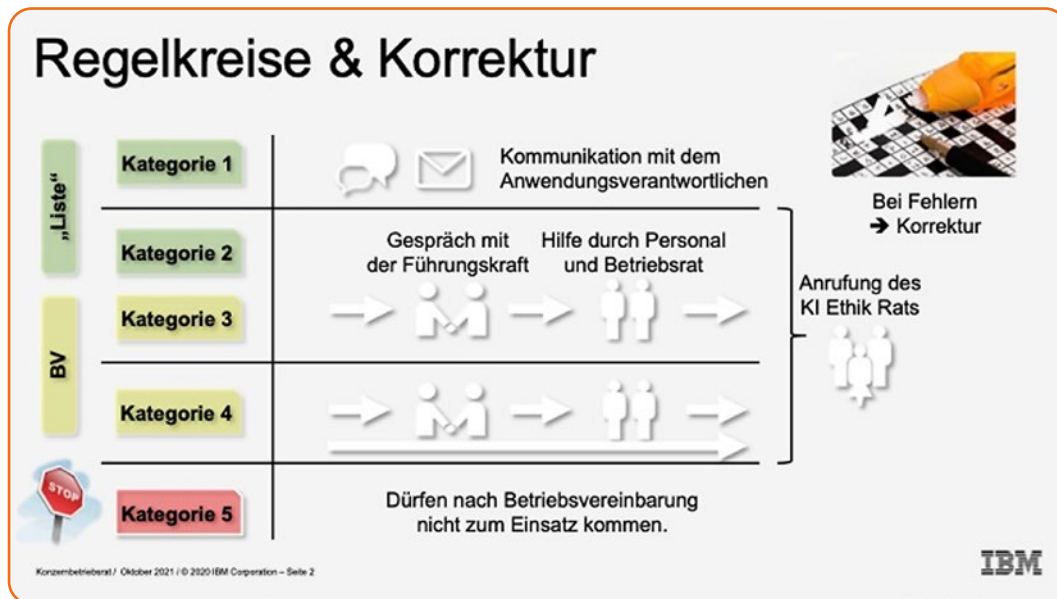 Regelkreise & Korrektur
„Liste“
Kategorie 1
Kommunikation mit dem
Anwendungsverantwortlichen
Bei Fehlern
➔ Korrektur
Kategorie 2
Gespräch mit
der Führungskraft
Hilfe durch Personal
und Betriebsrat
Anrufung des
KI Ethik Rats
BV
Kategorie 3
Kategorie 4
STOP
Kategorie 5
Dürfen nach Betriebsvereinbarung
nicht zum Einsatz kommen.
Konzernbetriebsrat / Oktober 2021 / © 2020 IBM Corporation – Seite 2
IBM